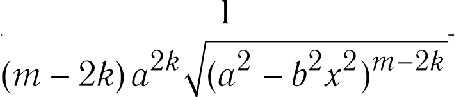 1
(m − 2k) a^{2k} √((a² − b²x²)^{m−2k})